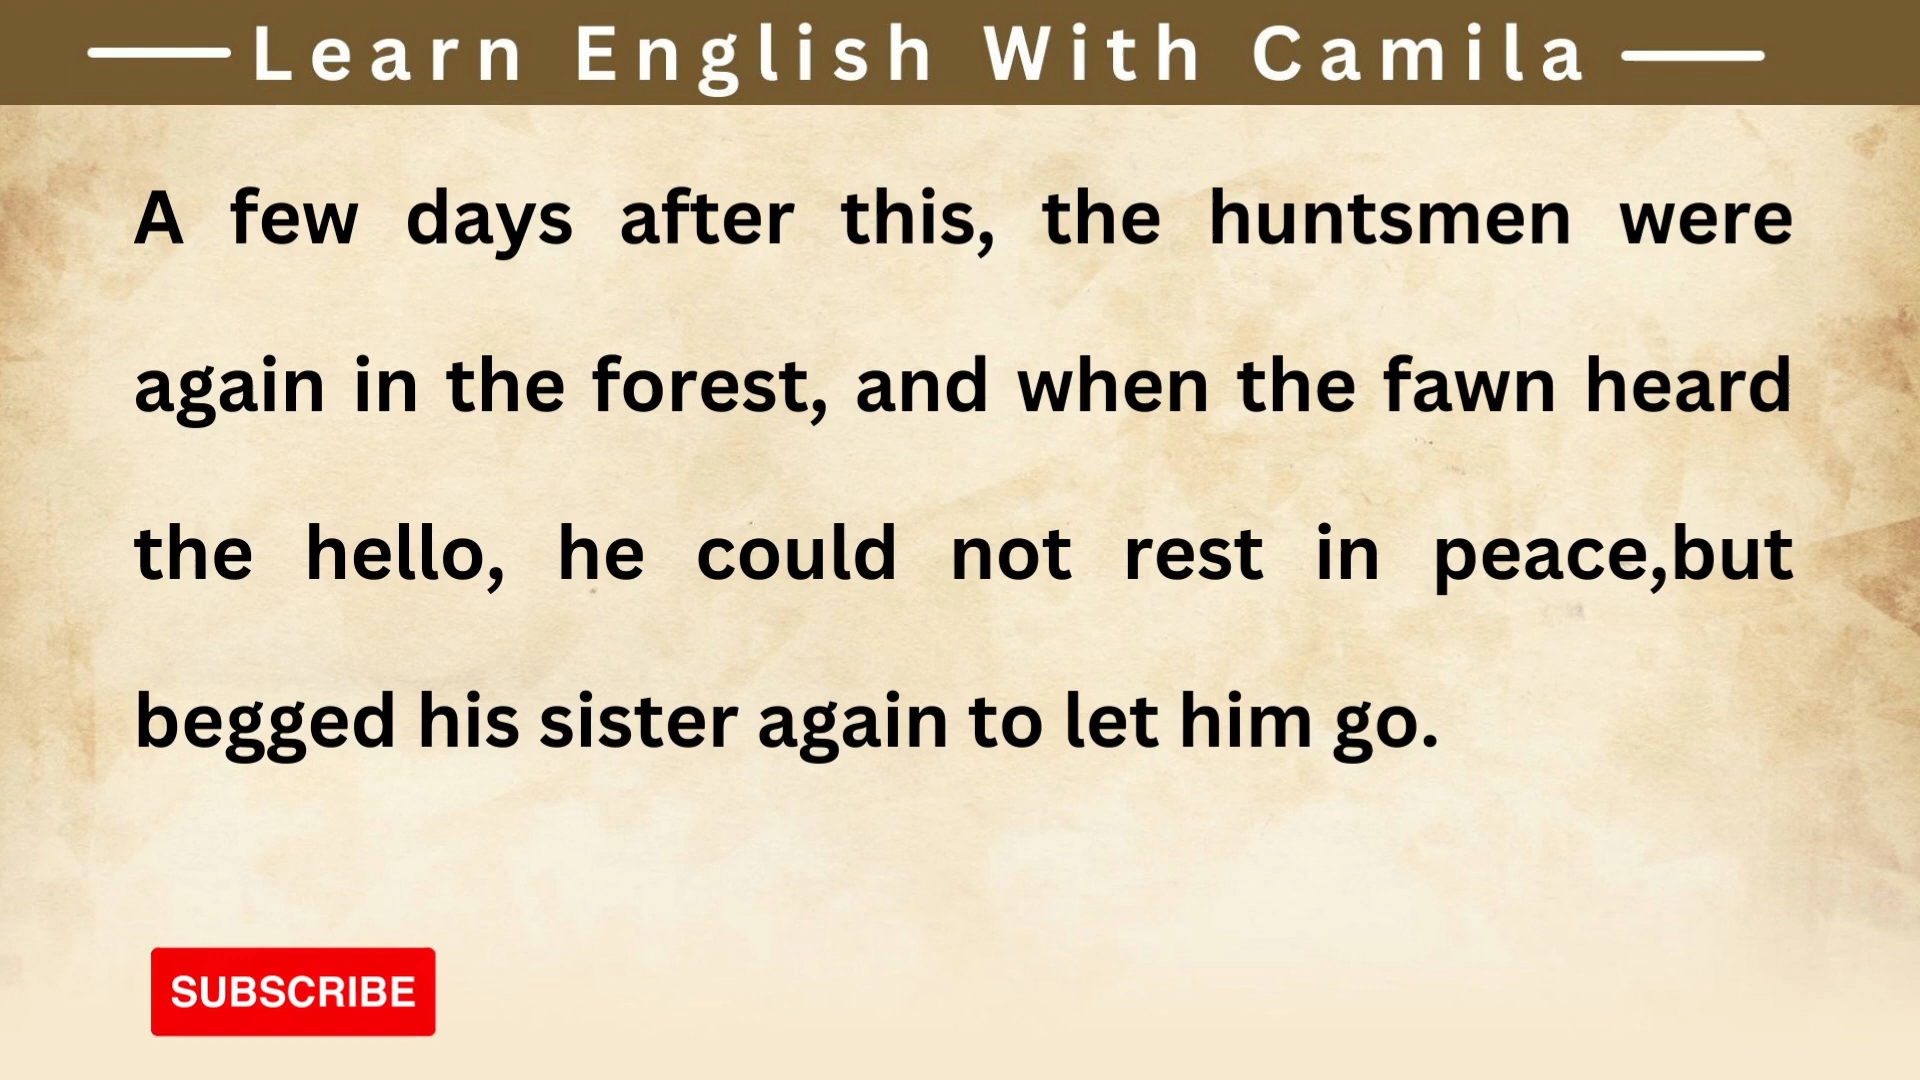 Learn English With Camila
A few days after this, the huntsmen were
again in the forest, and when the fawn heard
the hello, he could not rest in peace,but
begged his sister again to let him go.
SUBSCRIBE